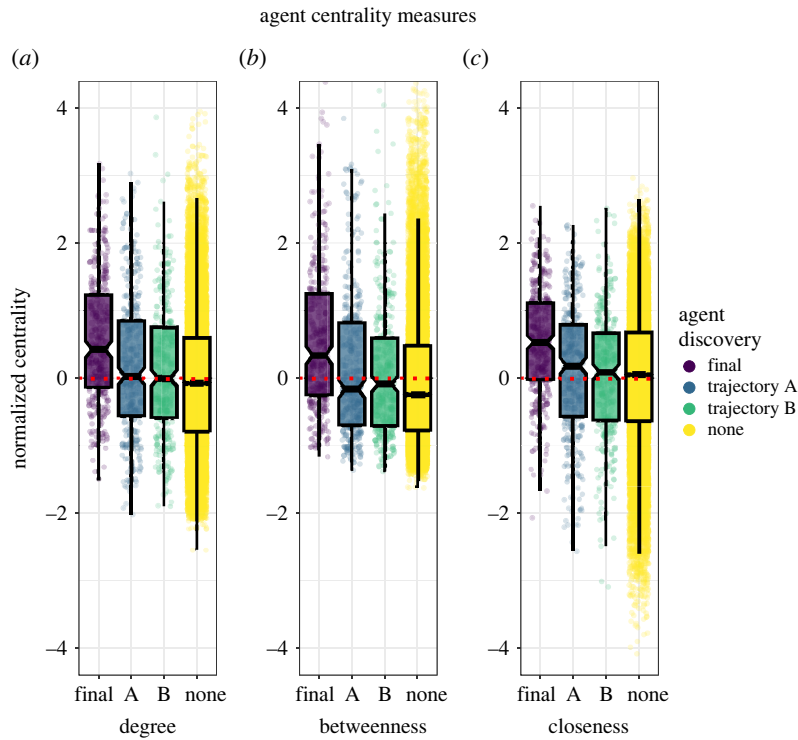 agent centrality measures
(a) (b) (c)
normalized centrality
4 4 4
2 2 2
0 0 0
–2 –2 –2
–4 –4 –4
final A B none final A B none final A B none
degree betweenness closeness
agent
discovery
final
trajectory A
trajectory B
none